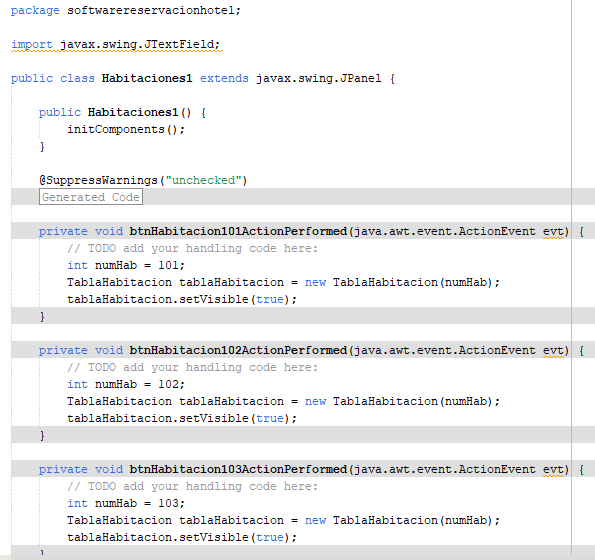 package softwarereservacionhotel;
import javax.swing.JTextField;
public class Habitaciones1 extends javax.swing.JPanel {
public Habitaciones1() {
initComponents();
}
@SuppressWarnings("unchecked")
Generated Code
private void btnHabitacion101ActionPerformed(java.awt.event.ActionEvent evt) {
// TODO add your handling code here:
int numHab = 101;
TablaHabitacion tablaHabitacion = new TablaHabitacion(numHab);
tablaHabitacion.setVisible(true);
}
private void btnHabitacion102ActionPerformed(java.awt.event.ActionEvent evt) {
// TODO add your handling code here:
int numHab = 102;
TablaHabitacion tablaHabitacion = new TablaHabitacion(numHab);
tablaHabitacion.setVisible(true);
}
private void btnHabitacion103ActionPerformed(java.awt.event.ActionEvent evt) {
// TODO add your handling code here:
int numHab = 103;
TablaHabitacion tablaHabitacion = new TablaHabitacion(numHab);
tablaHabitacion.setVisible(true);
}